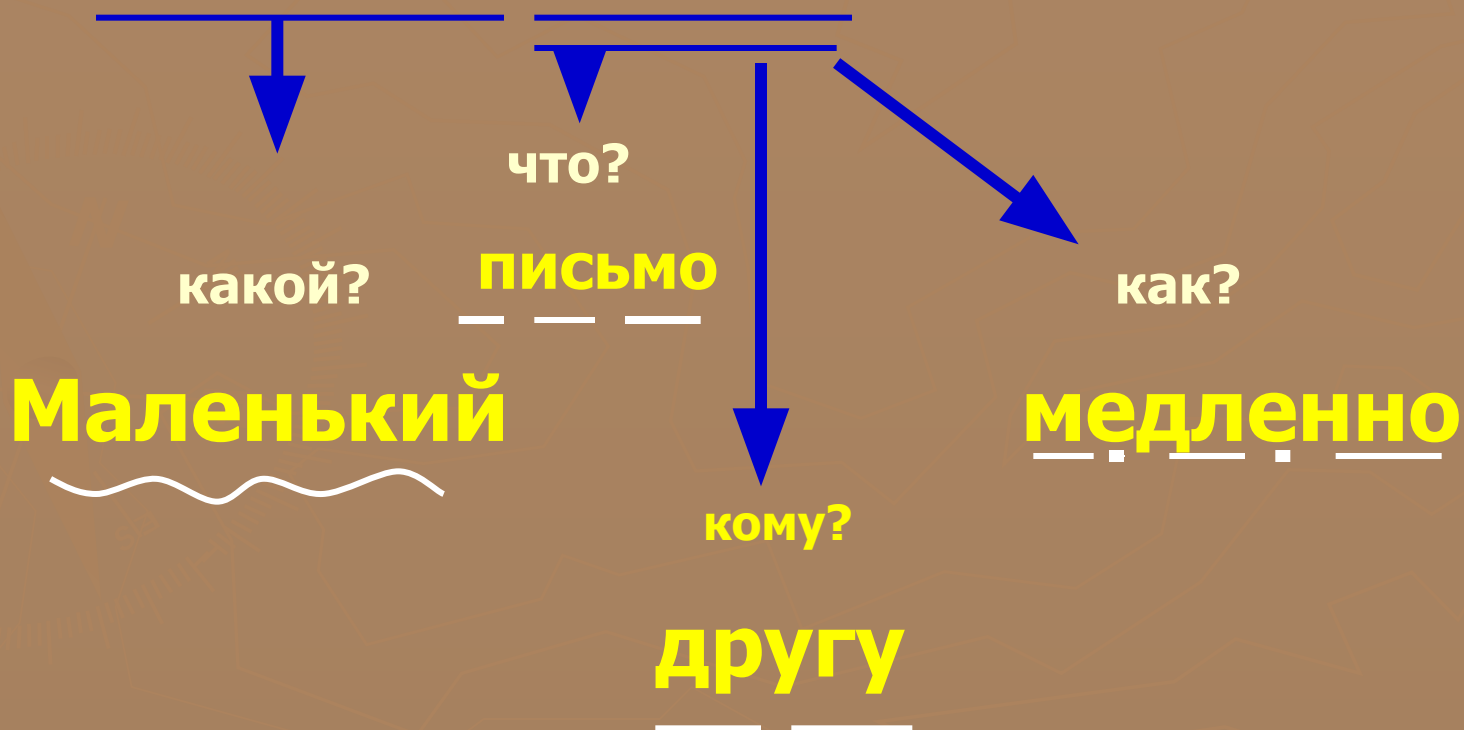 что?
письмо
какой?
как?
Маленький
медленно
кому?
другу